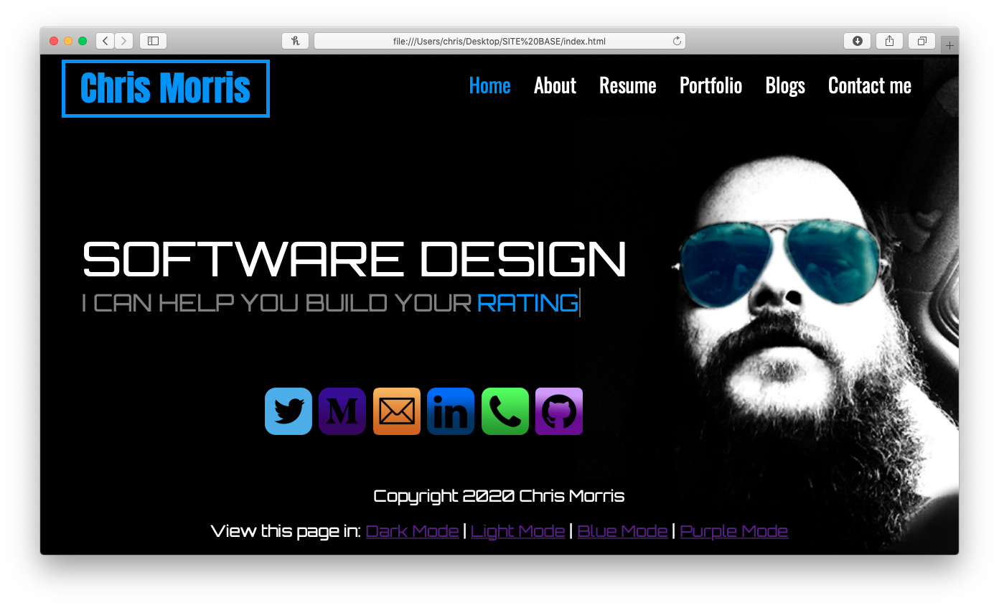 file:///Users/chris/Desktop/SITE%20BASE/index.html
Chris Morris
Home About Resume Portfolio Blogs Contact me
SOFTWARE DESIGN
I CAN HELP YOU BUILD YOUR RATING
M in
Copyright 2020 Chris Morris
View this page in: Dark Mode | Light Mode | Blue Mode | Purple Mode